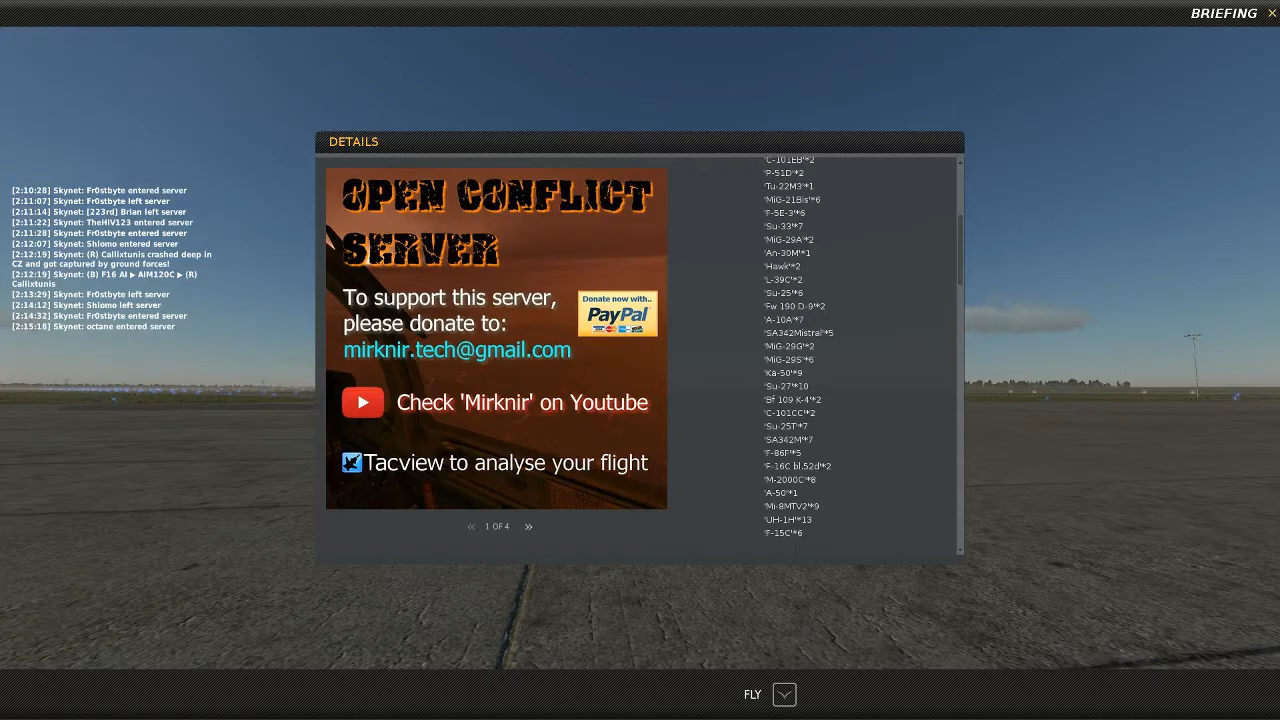 BRIEFING ×
DETAILS
[2:10:28] Skynet: Fr0stbyte entered server
[2:11:07] Skynet: Fr0stbyte left server
[2:11:14] Skynet: [223rd] Brian left server
[2:11:22] Skynet: TheHIV123 entered server
[2:11:28] Skynet: Fr0stbyte entered server
[2:12:07] Skynet: Shlomo entered server
[2:12:19] Skynet: (R) Callixtunis crashed deep in
CZ and got captured by ground forces!
[2:12:19] Skynet: (B) F16 AI ▶ AIM120C ▶ (R)
Callixtunis
[2:13:29] Skynet: Fr0stbyte left server
[2:14:12] Skynet: Shlomo left server
[2:14:32] Skynet: Fr0stbyte entered server
[2:15:18] Skynet: octane entered server
OPEN CONFLICT
SERVER
To support this server,
please donate to:
mirknir.tech@gmail.com
Donate now with..
PayPal
Check 'Mirknir' on Youtube
Tacview to analyse your flight
« 1 OF 4 »
'C-101EB'*2
'P-51D'*2
'Tu-22M3'*1
'MiG-21Bis'*6
'F-5E-3'*6
'Su-33'*7
'MiG-29A'*2
'An-30M'*1
'Hawk'*2
'L-39C'*2
'Su-25'*6
'Fw 190 D-9'*2
'A-10A'*7
'SA342Mistral'*5
'MiG-29G'*2
'MiG-29S'*6
'Ka-50'*9
'Su-27'*10
'Bf 109 K-4'*2
'C-101CC'*2
'Su-25T'*7
'SA342M'*7
'F-86F'*5
'F-16C bl.52d'*2
'M-2000C'*8
'A-50'*1
'Mi-8MTV2'*9
'UH-1H'*13
'F-15C'*6
FLY